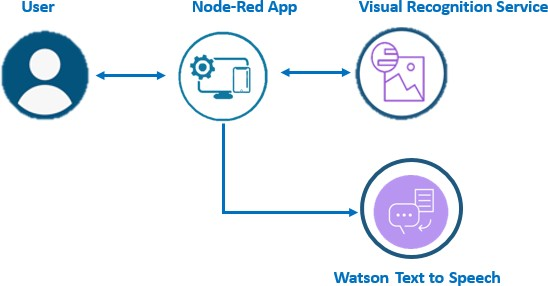 User
Node-Red App
Visual Recognition Service
Watson Text to Speech